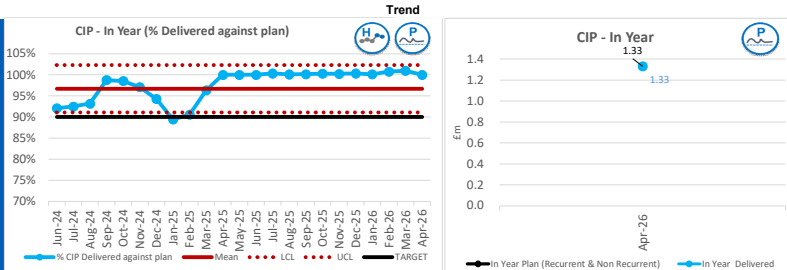 Trend
CIP - In Year (% Delivered against plan)
H
P
105%
100%
95%
90%
85%
80%
75%
70%
Jun-24
Jul-24
Aug-24
Sep-24
Oct-24
Nov-24
Dec-24
Jan-25
Feb-25
Mar-25
Apr-25
May-25
Jun-25
Jul-25
Aug-25
Sep-25
Oct-25
Nov-25
Dec-25
Jan-26
Feb-26
Mar-26
Apr-26
% CIP Delivered against plan
Mean
LCL
UCL
TARGET
CIP - In Year
P
£m
1.4
1.2
1.0
0.8
0.6
0.4
0.2
0.0
1.33
1.33
Apr-26
In Year Plan (Recurrent & Non Recurrent)
In Year Delivered